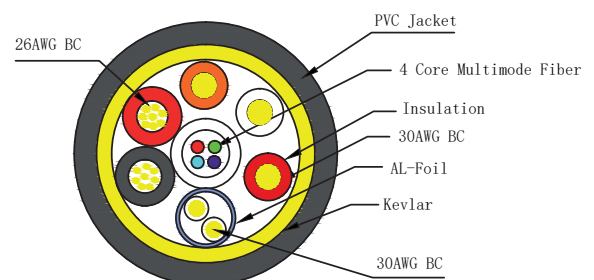 PVC Jacket
26AWG BC
4 Core Multimode Fiber
Insulation
30AWG BC
AL-Foil
Kevlar
30AWG BC